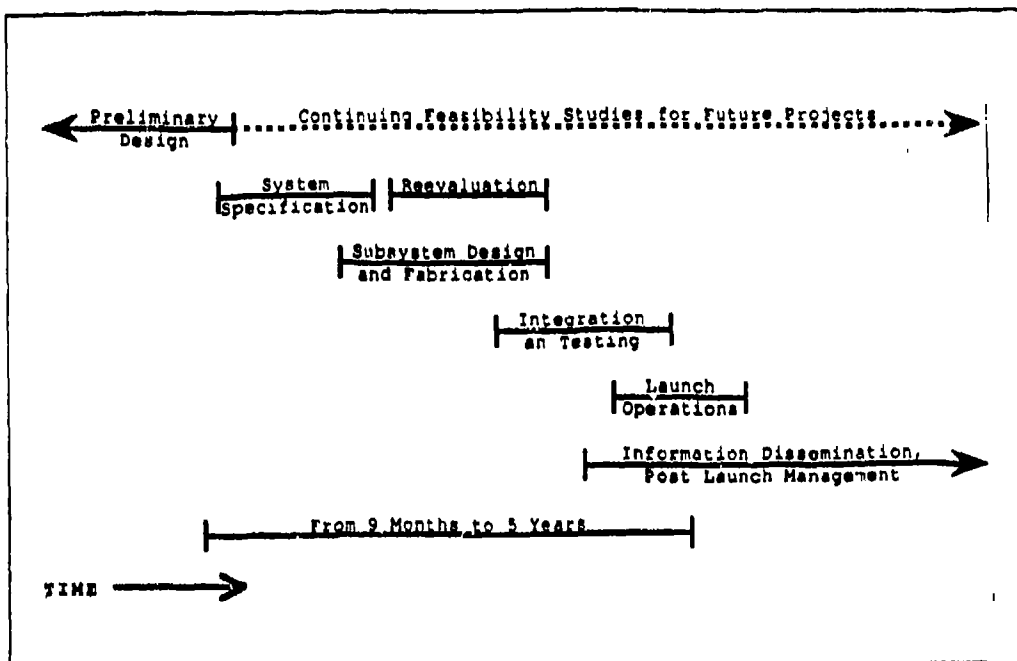 Preliminary
Design
Continuing Feasibility Studies for Future Projects
System
Specification
Reevaluation
Subsystem Design
and Fabrication
Integration
an Testing
Launch
Operations
Information Dissemination,
Post Launch Management
From 9 Months to 5 Years
TIME